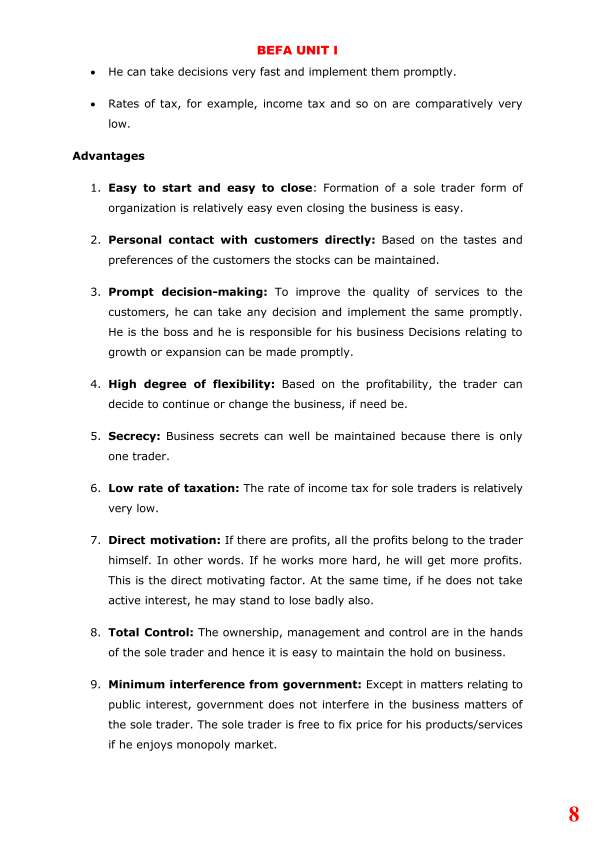 BEFA UNIT I
• He can take decisions very fast and implement them promptly.
• Rates of tax, for example, income tax and so on are comparatively very
low.
Advantages
1. Easy to start and easy to close: Formation of a sole trader form of
organization is relatively easy even closing the business is easy.
2. Personal contact with customers directly: Based on the tastes and
preferences of the customers the stocks can be maintained.
3. Prompt decision-making: To improve the quality of services to the
customers, he can take any decision and implement the same promptly.
He is the boss and he is responsible for his business Decisions relating to
growth or expansion can be made promptly.
4. High degree of flexibility: Based on the profitability, the trader can
decide to continue or change the business, if need be.
5. Secrecy: Business secrets can well be maintained because there is only
one trader.
6. Low rate of taxation: The rate of income tax for sole traders is relatively
very low.
7. Direct motivation: If there are profits, all the profits belong to the trader
himself. In other words. If he works more hard, he will get more profits.
This is the direct motivating factor. At the same time, if he does not take
active interest, he may stand to lose badly also.
8. Total Control: The ownership, management and control are in the hands
of the sole trader and hence it is easy to maintain the hold on business.
9. Minimum interference from government: Except in matters relating to
public interest, government does not interfere in the business matters of
the sole trader. The sole trader is free to fix price for his products/services
if he enjoys monopoly market.
8